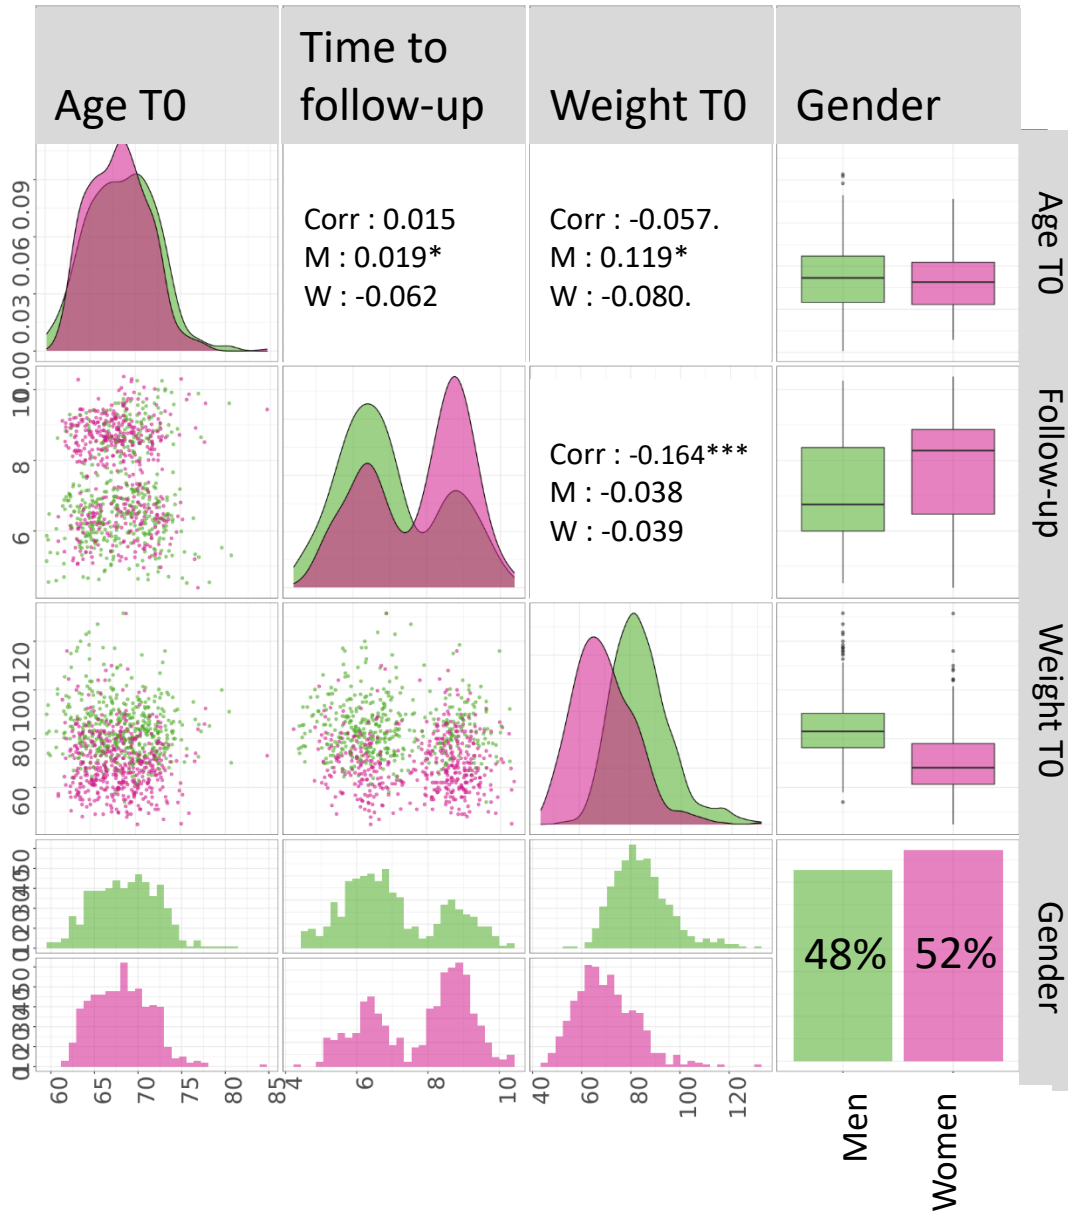 Age T0
Time to
follow-up
Weight T0
Gender
0.00 0.03 0.06 0.09
Corr : 0.015
M : 0.019*
W : -0.062
Corr : -0.057.
M : 0.119*
W : -0.080.
Age T0
6 8 10
Corr : -0.164***
M : -0.038
W : -0.039
Follow-up
60 80 100 120
Weight T0
48%
52%
Gender
60 65 70 75 80 85
4 6 8 10
40 60 80 100 120
Men
Women